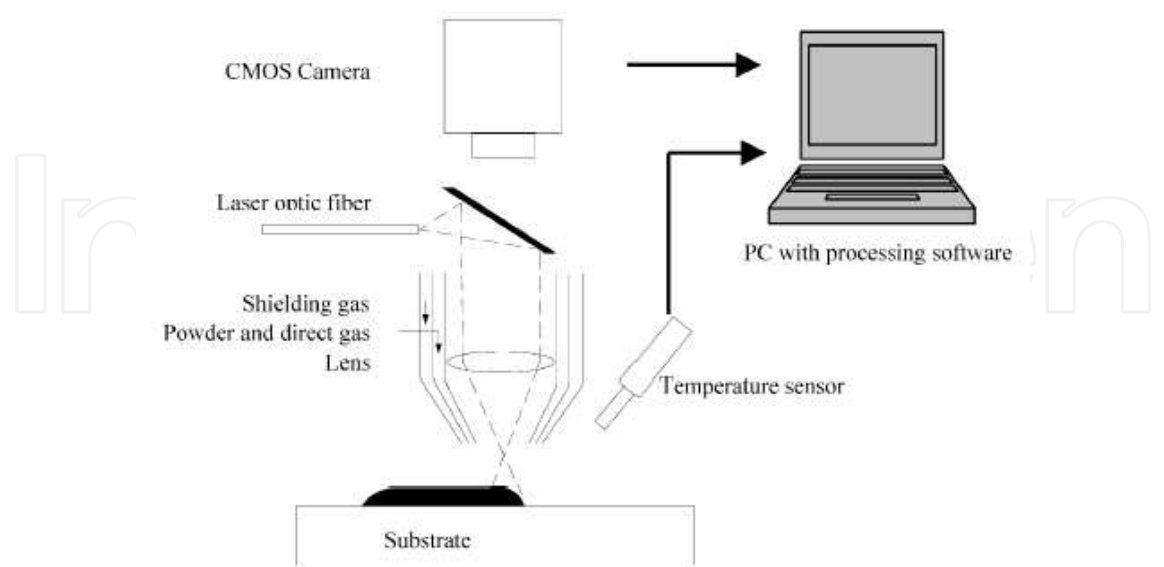 CMOS Camera
Laser optic fiber
PC with processing software
Shielding gas
Powder and direct gas
Lens
Temperature sensor
Substrate